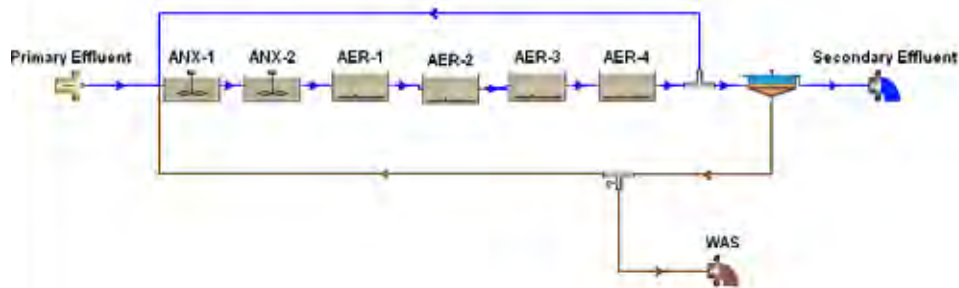 Primary Effluent
ANX-1
ANX-2
AER-1
AER-2
AER-3
AER-4
Secondary Effluent
WAS